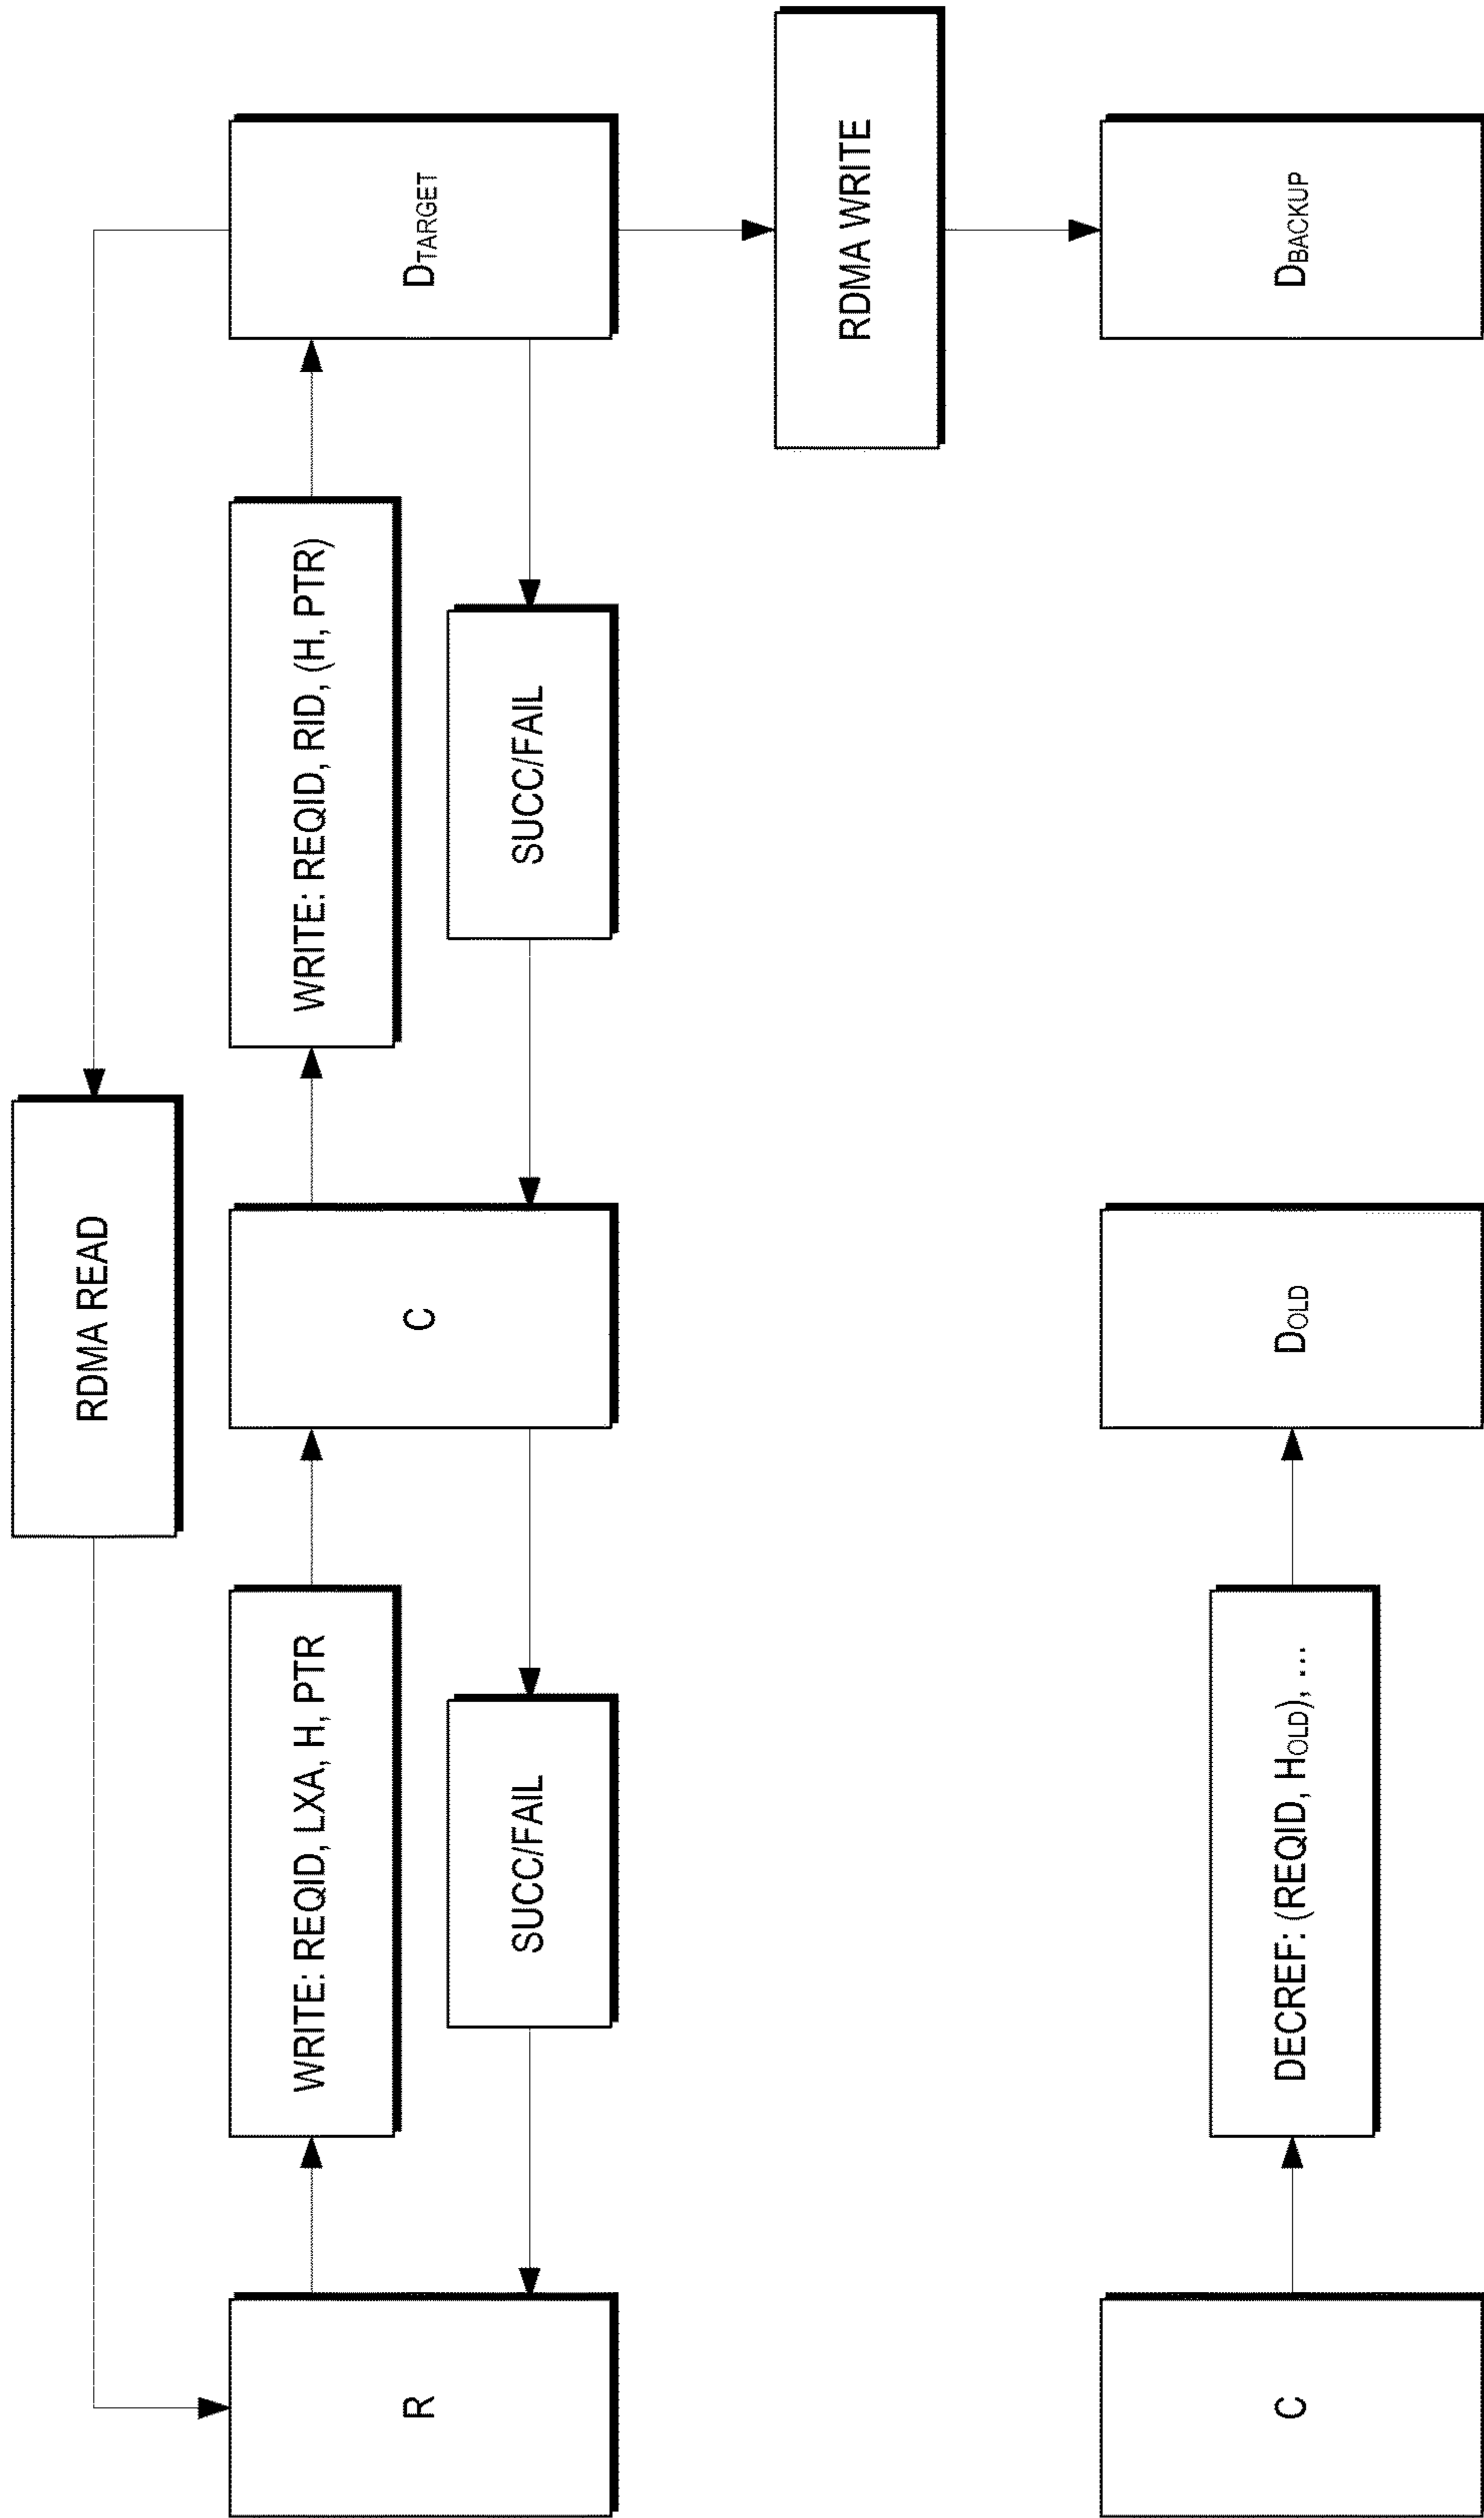 RDMA READ
R
WRITE: REQID, LXA, H, PTR
C
WRITE: REQID, RID, (H, PTR)
DTARGET
SUCC/FAIL
SUCC/FAIL
RDMA WRITE
C
DECREF: (REQID, HOLD), ...
DOLD
DBACKUP